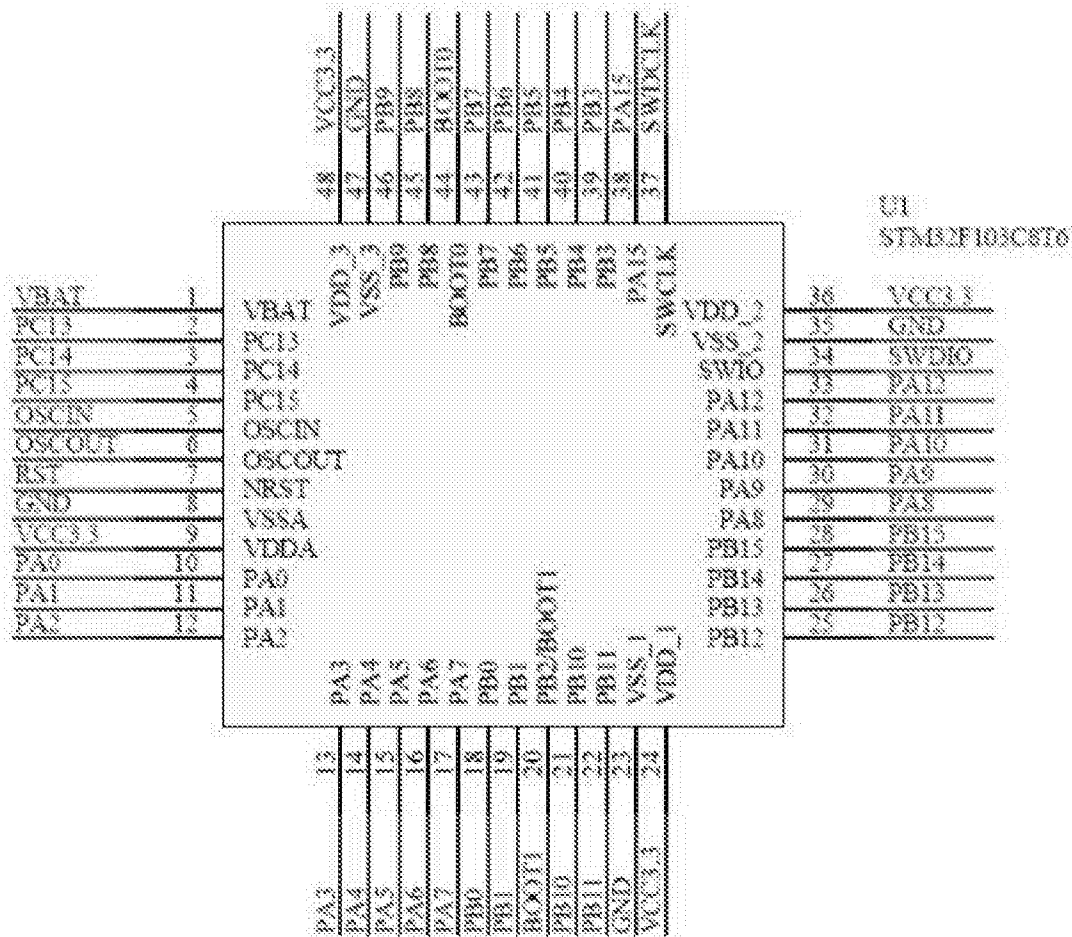 VCC3.3 48 VDD_3
GND 47 VSS_3
PB9 46 PB9
PB8 45 PB8
BOOT0 44 BOOT0
PB7 43 PB7
PB6 42 PB6
PB5 41 PB5
PB4 40 PB4
PB3 39 PB3
PA15 38 PA15
SWDCLK 37 SWCLK
U1
STM32F103C8T6
VBAT 1 VBAT
PC13 2 PC13
PC14 3 PC14
PC15 4 PC15
OSCIN 5 OSCIN
OSCOUT 6 OSCOUT
RST 7 NRST
GND 8 VSSA
VCC3.3 9 VDDA
PA0 10 PA0
PA1 11 PA1
PA2 12 PA2
VDD_2 36 VCC3.3
VSS_2 35 GND
SWIO 34 SWDIO
PA12 33 PA12
PA11 32 PA11
PA10 31 PA10
PA9 30 PA9
PA8 29 PA8
PB15 28 PB15
PB14 27 PB14
PB13 26 PB13
PB12 25 PB12
PA3 13 PA3
PA4 14 PA4
PA5 15 PA5
PA6 16 PA6
PA7 17 PA7
PB0 18 PB0
PB1 19 PB1
PB2/BOOT1 20 BOOT1
PB10 21 PB10
PB11 22 PB11
VSS_1 23 GND
VDD_1 24 VCC3.3